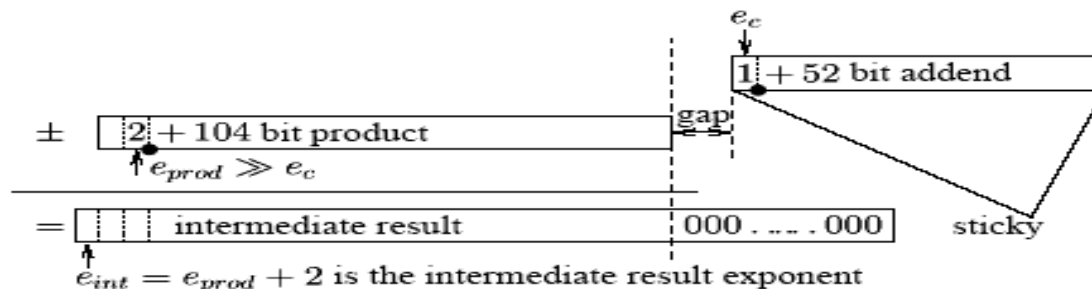 e_c
1 + 52 bit addend
gap
± 2 + 104 bit product
e_prod ≫ e_c
= intermediate result 000 ..... 000 sticky
e_int = e_prod + 2 is the intermediate result exponent